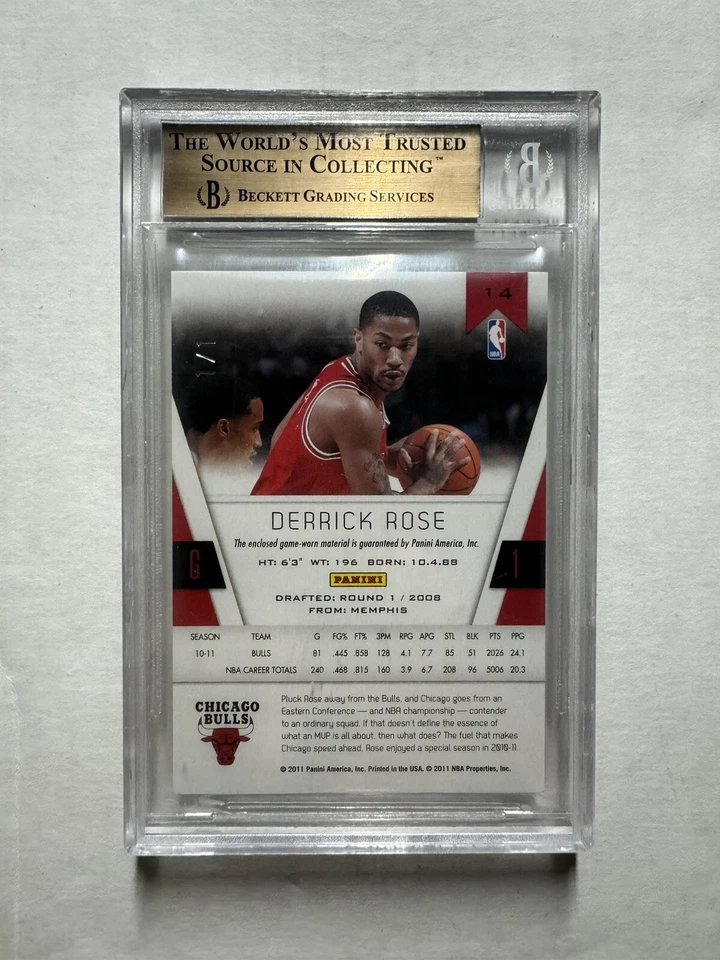 THE WORLD'S MOST TRUSTED
SOURCE IN COLLECTING™
B BECKETT GRADING SERVICES
14
NBA
1/1
DERRICK ROSE
The enclosed game-worn material is guaranteed by Panini America, Inc.
G
1
HT: 6'3" WT: 196 BORN: 10.4.88
PANINI
DRAFTED: ROUND 1 / 2008
FROM: MEMPHIS
SEASON TEAM G FG% FT% 3PM RPG APG STL BLK PTS PPG
10-11 BULLS 81 .445 .858 128 4.1 7.7 85 51 2026 24.1
NBA CAREER TOTALS 240 .468 .815 160 3.9 6.7 208 96 5006 20.3
CHICAGO
BULLS
Pluck Rose away from the Bulls, and Chicago goes from an
Eastern Conference — and NBA championship — contender
to an ordinary squad. If that doesn't define the essence of
what an MVP is all about, then what does? The fuel that makes
Chicago speed ahead, Rose enjoyed a special season in 2010-11.
© 2011 Panini America, Inc. Printed in the USA. © 2011 NBA Properties, Inc.